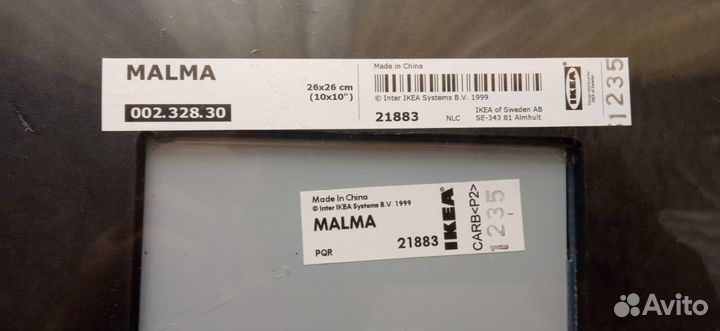 MALMA
002.328.30
26x26 cm
(10x10")
Made in China
© Inter IKEA Systems B.V. 1999
21883 NLC
IKEA of Sweden AB
SE-343 81 Älmhult
IKEA
1235
Made in China
© Inter IKEA Systems B.V. 1999
MALMA
PQR 21883
IKEA
CARB<P2>
1235
Avito